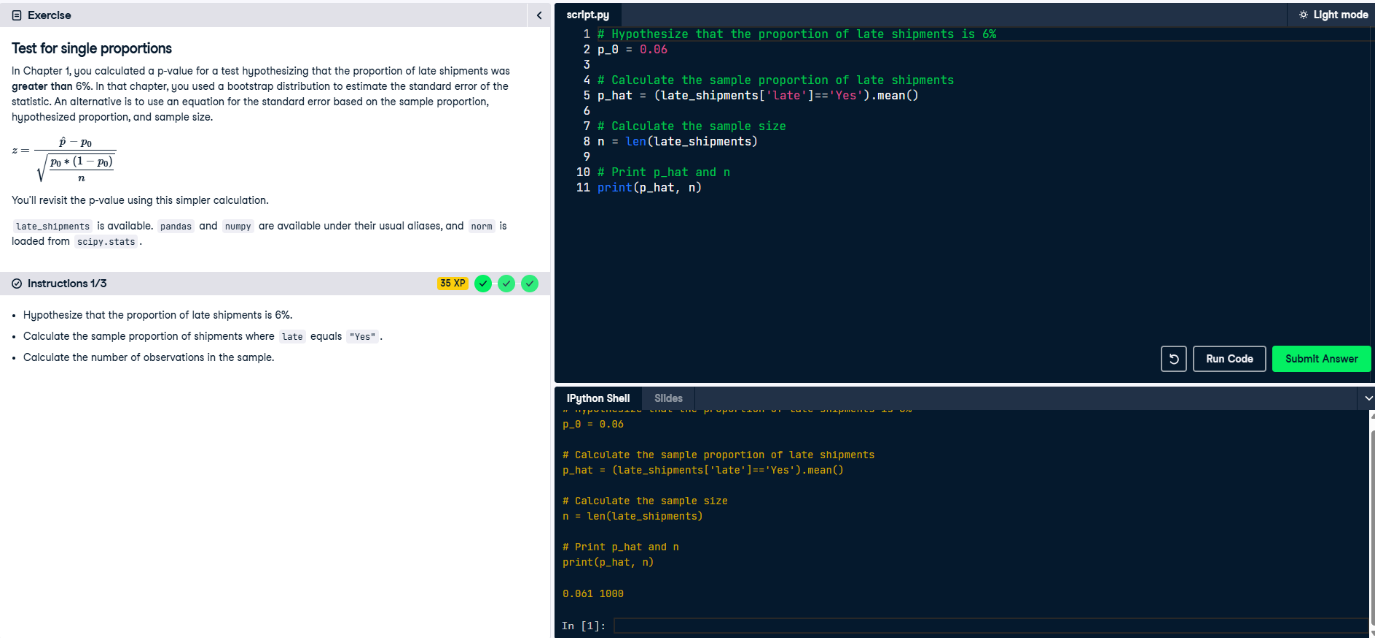 Exercise
Test for single proportions
In Chapter 1, you calculated a p-value for a test hypothesizing that the proportion of late shipments was
greater than 6%. In that chapter, you used a bootstrap distribution to estimate the standard error of the
statistic. An alternative is to use an equation for the standard error based on the sample proportion,
hypothesized proportion, and sample size.
z = (p̂ − p₀) / √(p₀ ∗ (1 − p₀) / n)
You'll revisit the p-value using this simpler calculation.
late_shipments is available. pandas and numpy are available under their usual aliases, and norm is
loaded from scipy.stats .
Instructions 1/3
35 XP
• Hypothesize that the proportion of late shipments is 6%.
• Calculate the sample proportion of shipments where late equals "Yes" .
• Calculate the number of observations in the sample.
script.py
Light mode
1 # Hypothesize that the proportion of late shipments is 6%
2 p_0 = 0.06
3
4 # Calculate the sample proportion of late shipments
5 p_hat = (late_shipments['late']=='Yes').mean()
6
7 # Calculate the sample size
8 n = len(late_shipments)
9
10 # Print p_hat and n
11 print(p_hat, n)
Run Code
Submit Answer
IPython Shell
Slides
# Hypothesize that the proportion of late shipments is 6%
p_0 = 0.06
# Calculate the sample proportion of late shipments
p_hat = (late_shipments['late']=='Yes').mean()
# Calculate the sample size
n = len(late_shipments)
# Print p_hat and n
print(p_hat, n)
0.061 1000
In [1]: